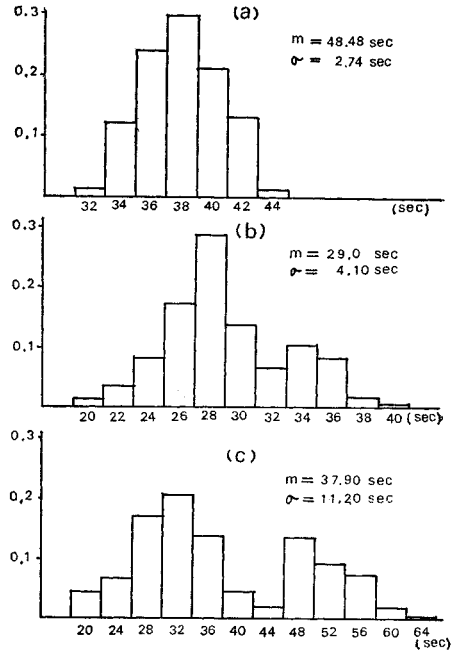 (a)
0.3
0,2
0,1
m = 48.48 sec
σ = 2,74 sec
32 34 36 38 40 42 44 (sec)
(b)
0.3
0,2
0,1
m = 29,0 sec
σ = 4,10 sec
20 22 24 26 28 30 32 34 36 38 40 (sec)
(c)
0.3
0,2
0,1
m = 37.90 sec
σ = 11,20 sec
20 24 28 32 36 40 44 48 52 56 60 64
(sec)